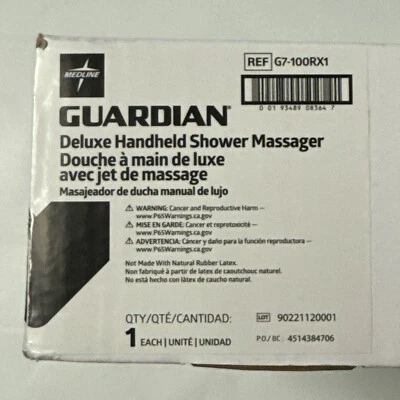 MEDLINE
REF G7-100RX1
0 01 93489 08364 7
GUARDIAN®
Deluxe Handheld Shower Massager
Douche à main de luxe
avec jet de massage
Masajeador de ducha manual de lujo
⚠ WARNING: Cancer and Reproductive Harm –
www.P65Warnings.ca.gov
⚠ MISE EN GARDE: Cancer et reprotoxicité –
www.P65Warnings.ca.gov
⚠ ADVERTENCIA: Cáncer y daño para la función reproductora –
www.P65Warnings.ca.gov
Not Made With Natural Rubber Latex.
Non fabriqué à partir de latex de caoutchouc naturel.
No está hecho con látex de caucho natural.
QTY/QTÉ/CANTIDAD:
1 EACH | UNITÉ | UNIDAD
LOT 90221120001
P.O./BC: 4514384706